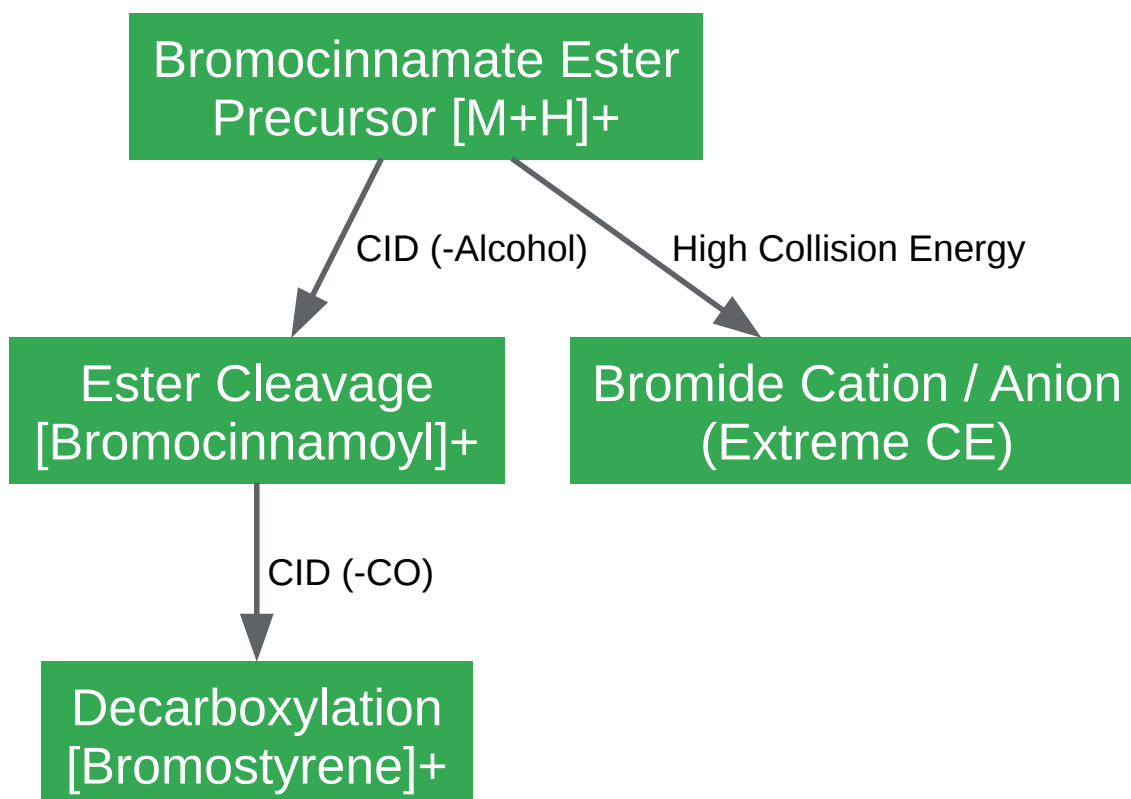 Bromocinnamate Ester
Precursor [M+H]+
CID (-Alcohol)
High Collision Energy
Ester Cleavage
[Bromocinnamoyl]+
Bromide Cation / Anion
(Extreme CE)
CID (-CO)
Decarboxylation
[Bromostyrene]+